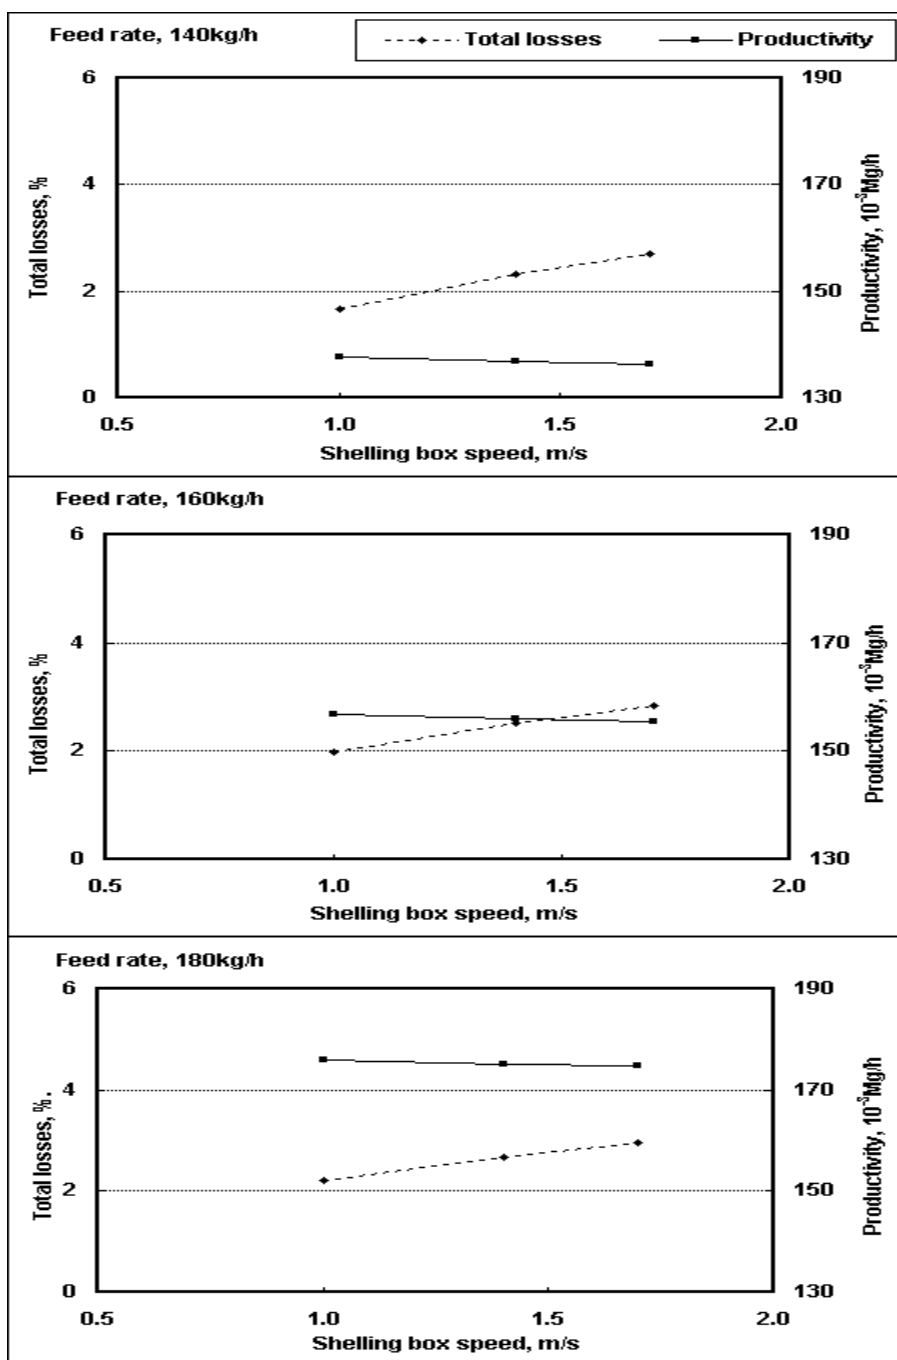 Feed rate, 140kg/h
Total losses Productivity
6 190
4 170
2 150
0 130
Total losses, %
Productivity, 10⁻³Mg/h
0.5 1.0 1.5 2.0
Shelling box speed, m/s
Feed rate, 160kg/h
6 190
4 170
2 150
0 130
Total losses, %
Productivity, 10⁻³Mg/h
0.5 1.0 1.5 2.0
Shelling box speed, m/s
Feed rate, 180kg/h
6 190
4 170
2 150
0 130
Total losses, %.
Productivity, 10⁻³Mg/h
0.5 1.0 1.5 2.0
Shelling box speed, m/s